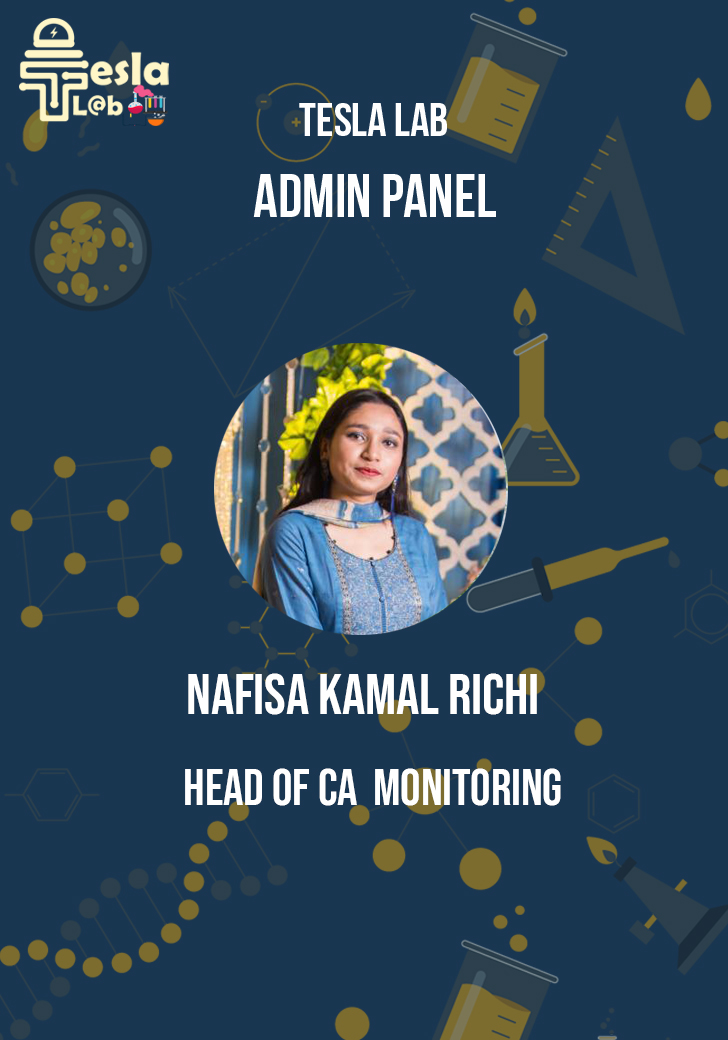 Tesla
L@b
TESLA LAB
ADMIN PANEL
NAFISA KAMAL RICHI
HEAD OF CA MONITORING